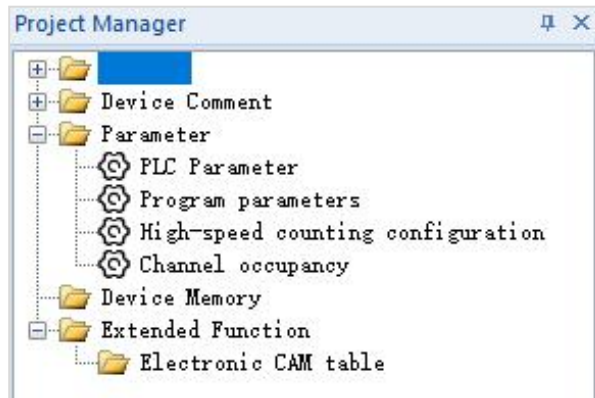 Project Manager
Device Comment
Parameter
PLC Parameter
Program parameters
High-speed counting configuration
Channel occupancy
Device Memory
Extended Function
Electronic CAM table